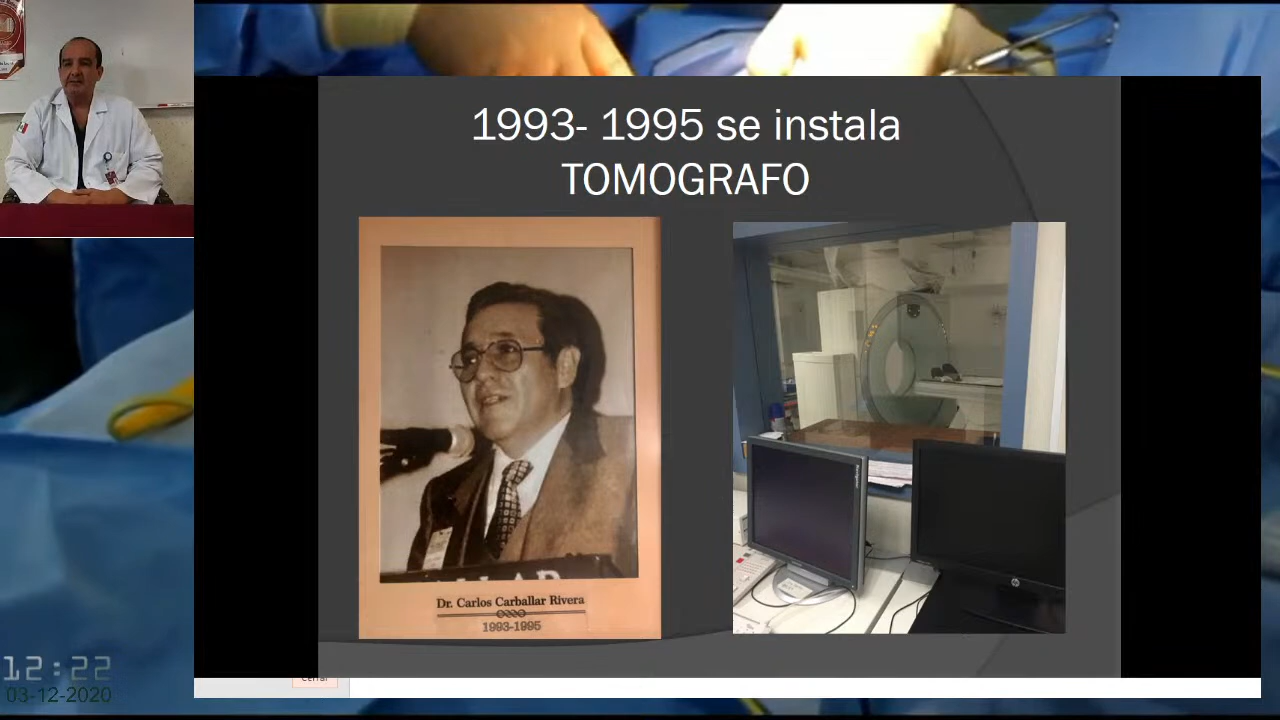 1993- 1995 se instala
TOMOGRAFO
Dr. Carlos Carballar Rivera
1993-1995
12:22
03-12-2020